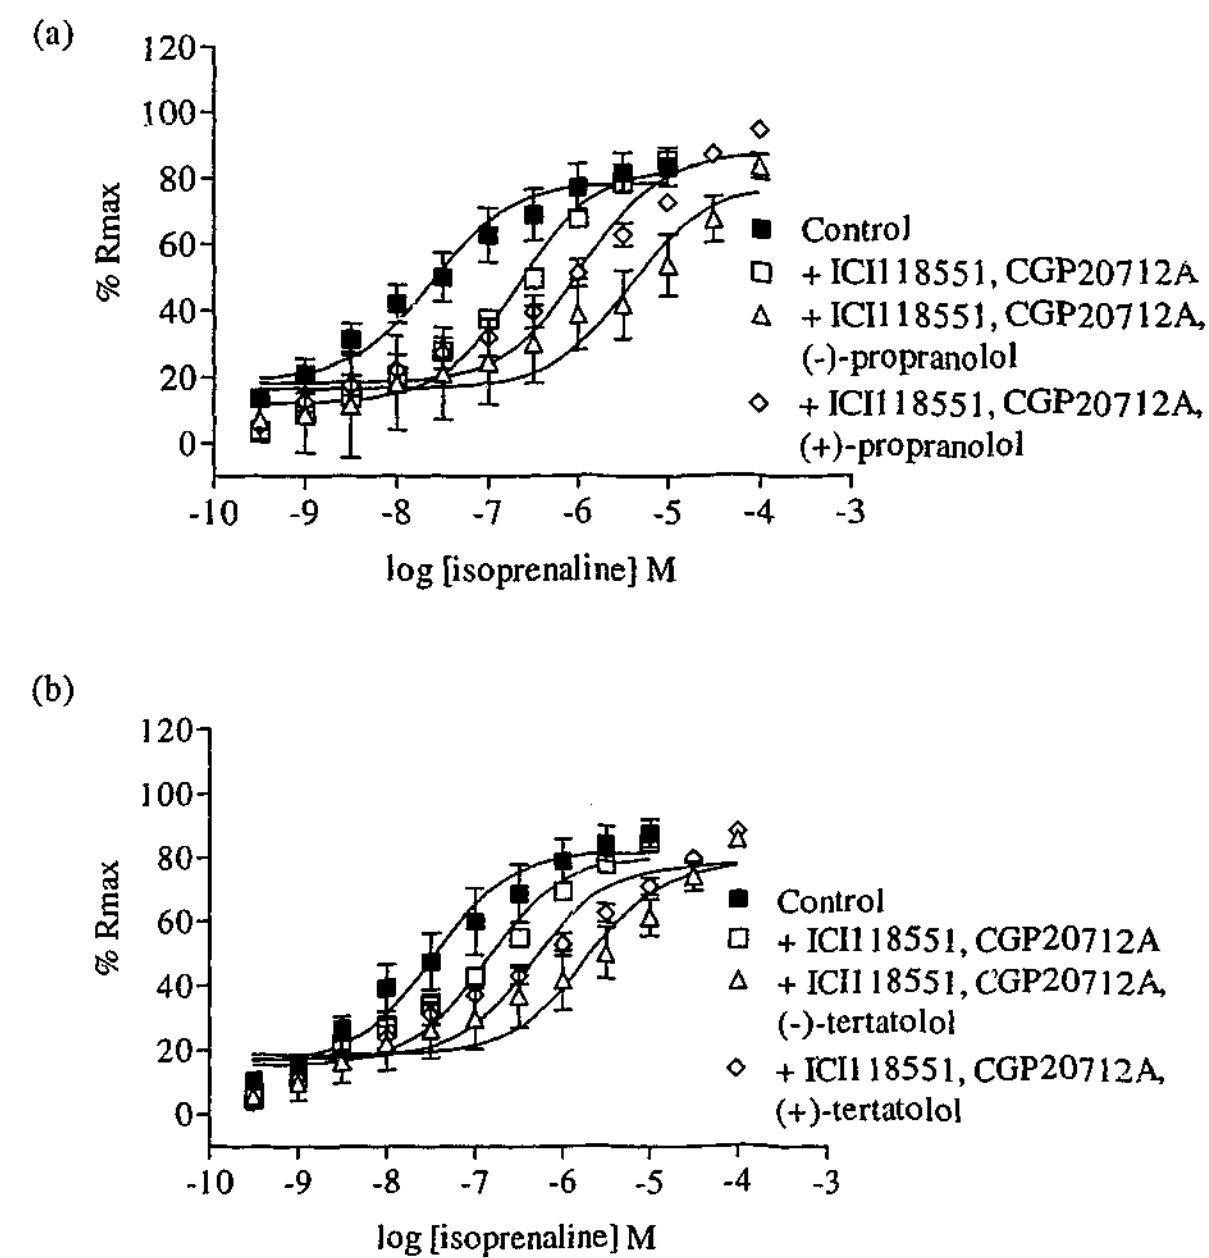 (a)
120
100
80
60
40
20
0
% Rmax
-10 -9 -8 -7 -6 -5 -4 -3
log [isoprenaline] M
Control
+ ICI118551, CGP20712A
+ ICI118551, CGP20712A,
(-)-propranolol
+ ICI118551, CGP20712A,
(+)-propranolol
(b)
120
100
80
60
40
20
0
% Rmax
-10 -9 -8 -7 -6 -5 -4 -3
log [isoprenaline] M
Control
+ ICI118551, CGP20712A
+ ICI118551, CGP20712A,
(-)-tertatolol
+ ICI118551, CGP20712A,
(+)-tertatolol